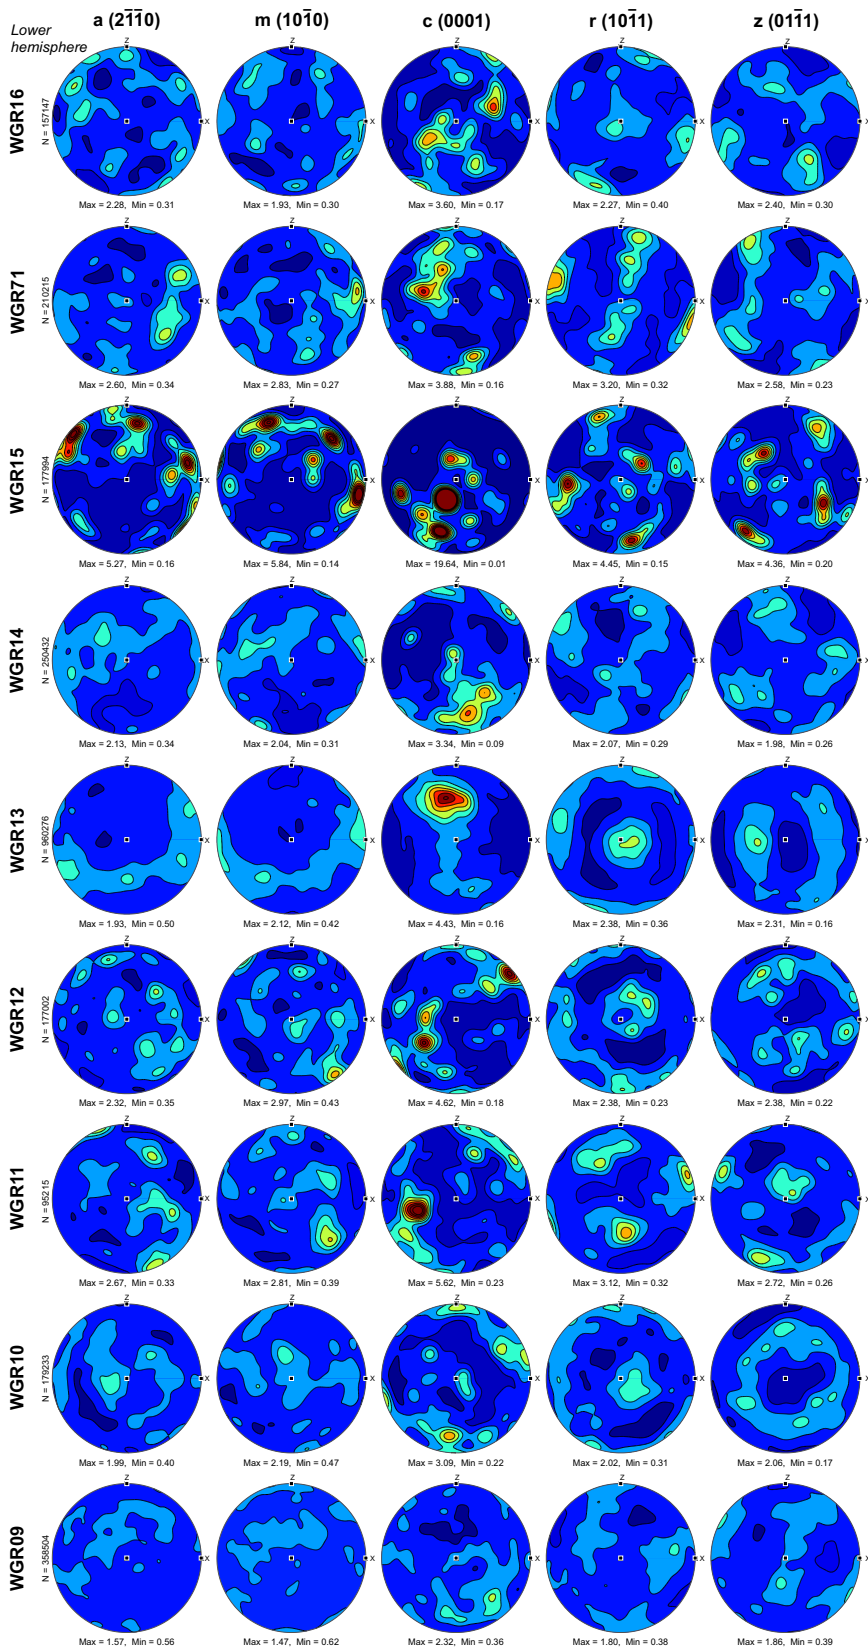 a (2̄1̄10) m (101̄0) c (0001) r (101̄1) z (011̄1)
Lower
hemisphere
Z Z Z Z Z
WGR16
N = 157147
X X X X X
Max = 2.28, Min = 0.31 Max = 1.93, Min = 0.30 Max = 3.60, Min = 0.17 Max = 2.27, Min = 0.40 Max = 2.40, Min = 0.30
Z Z Z Z Z
WGR71
N = 210215
X X X X X
Max = 2.60, Min = 0.34 Max = 2.83, Min = 0.27 Max = 3.88, Min = 0.16 Max = 3.20, Min = 0.32 Max = 2.58, Min = 0.23
Z Z Z Z Z
WGR15
N = 177994
X X X X X
Max = 5.27, Min = 0.16 Max = 5.84, Min = 0.14 Max = 19.64, Min = 0.01 Max = 4.45, Min = 0.15 Max = 4.36, Min = 0.20
Z Z Z Z Z
WGR14
N = 250432
X X X X X
Max = 2.13, Min = 0.34 Max = 2.04, Min = 0.31 Max = 3.34, Min = 0.09 Max = 2.07, Min = 0.29 Max = 1.98, Min = 0.26
Z Z Z Z Z
WGR13
N = 960276
X X X X X
Max = 1.93, Min = 0.50 Max = 2.12, Min = 0.42 Max = 4.43, Min = 0.16 Max = 2.38, Min = 0.36 Max = 2.31, Min = 0.16
Z Z Z Z Z
WGR12
N = 177002
X X X X X
Max = 2.32, Min = 0.35 Max = 2.97, Min = 0.43 Max = 4.62, Min = 0.18 Max = 2.38, Min = 0.23 Max = 2.38, Min = 0.22
Z Z Z Z Z
WGR11
N = 95215
X X X X X
Max = 2.67, Min = 0.33 Max = 2.81, Min = 0.39 Max = 5.62, Min = 0.23 Max = 3.12, Min = 0.32 Max = 2.72, Min = 0.26
Z Z Z Z Z
WGR10
N = 179233
X X X X X
Max = 1.99, Min = 0.40 Max = 2.19, Min = 0.47 Max = 3.09, Min = 0.22 Max = 2.02, Min = 0.31 Max = 2.06, Min = 0.17
Z Z Z Z Z
WGR09
N = 358504
X X X X X
Max = 1.57, Min = 0.56 Max = 1.47, Min = 0.62 Max = 2.32, Min = 0.36 Max = 1.80, Min = 0.38 Max = 1.86, Min = 0.39